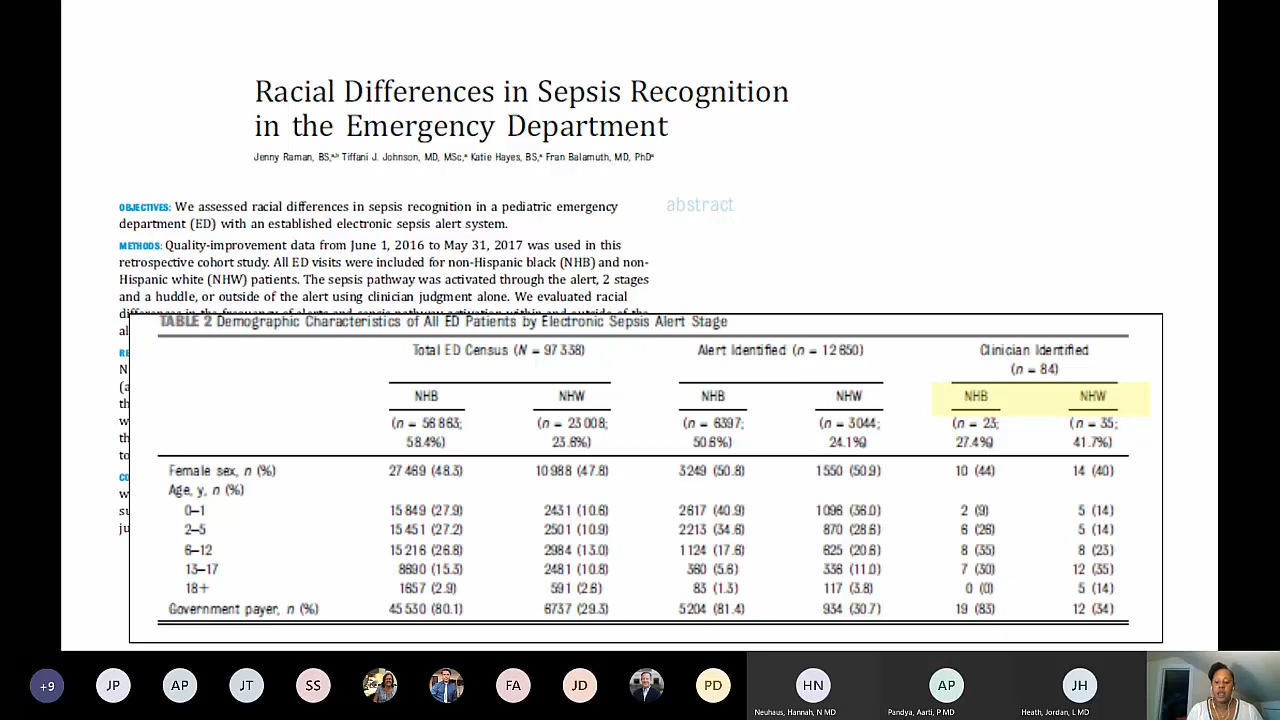 Racial Differences in Sepsis Recognition
in the Emergency Department
Jenny Raman, BS,a,b Tiffani J. Johnson, MD, MSc,a Katie Hayes, BS,a Fran Balamuth, MD, PhDa
abstract
OBJECTIVES: We assessed racial differences in sepsis recognition in a pediatric emergency
department (ED) with an established electronic sepsis alert system.
METHODS: Quality-improvement data from June 1, 2016 to May 31, 2017 was used in this
retrospective cohort study. All ED visits were included for non-Hispanic black (NHB) and non-
Hispanic white (NHW) patients. The sepsis pathway was activated through the alert, 2 stages
and a huddle, or outside of the alert using clinician judgment alone. We evaluated racial
differences in the frequency of alerts and sepsis pathway activation within and outside of the
TABLE 2 Demographic Characteristics of All ED Patients by Electronic Sepsis Alert Stage
Total ED Census (N = 97 338) Alert Identified (n = 12 650) Clinician Identified
(n = 84)
NHB NHW NHB NHW NHB NHW
(n = 56 863; (n = 23 008; (n = 6397; (n = 3044; (n = 23; (n = 35;
58.4%) 23.6%) 50.6%) 24.1%) 27.4%) 41.7%)
Female sex, n (%) 27 469 (48.3) 10 988 (47.8) 3249 (50.8) 1550 (50.9) 10 (44) 14 (40)
Age, y, n (%)
0–1 15 849 (27.9) 2431 (10.6) 2617 (40.9) 1096 (36.0) 2 (9) 5 (14)
2–5 15 451 (27.2) 2501 (10.9) 2213 (34.6) 870 (28.6) 6 (26) 5 (14)
6–12 15 216 (26.8) 2984 (13.0) 1124 (17.6) 625 (20.6) 8 (35) 8 (23)
13–17 8690 (15.3) 2481 (10.8) 360 (5.6) 336 (11.0) 7 (30) 12 (35)
18+ 1657 (2.9) 591 (2.6) 83 (1.3) 117 (3.8) 0 (0) 5 (14)
Government payer, n (%) 45 530 (80.1) 6737 (29.3) 5204 (81.4) 934 (30.7) 19 (83) 12 (34)
+9 JP AP JT SS FA JD PD HN AP JH
Neuhaus, Hannah, N MD Pandya, Aarti, P MD Heath, Jordan, L MD